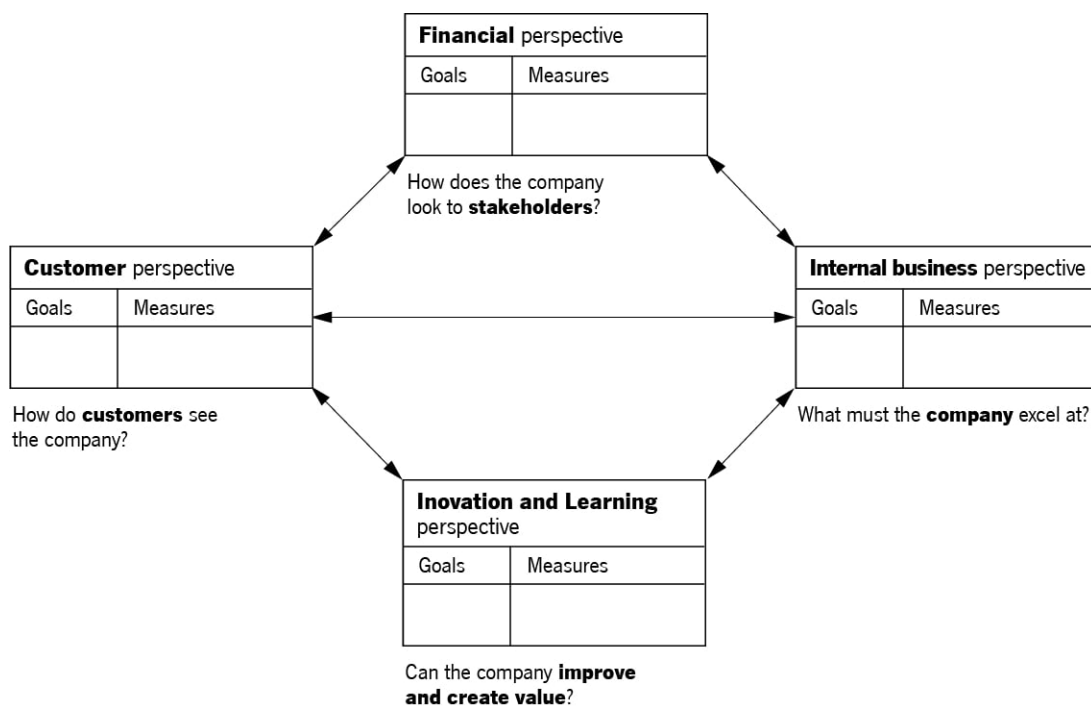 Financial perspective
Goals Measures
How does the company
look to stakeholders?
Customer perspective
Goals Measures
How do customers see
the company?
Internal business perspective
Goals Measures
What must the company excel at?
Inovation and Learning
perspective
Goals Measures
Can the company improve
and create value?